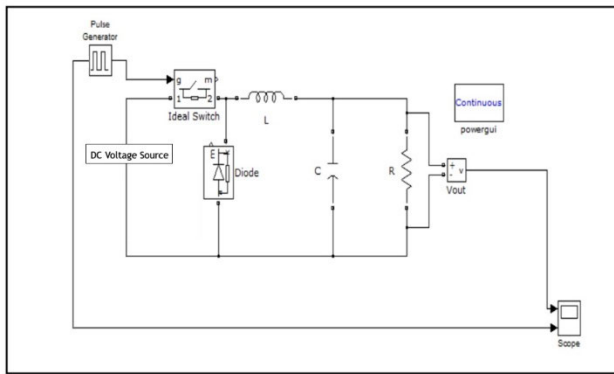 Pulse
Generator
g
m
1
2
Ideal Switch
L
Continuous
powergui
DC Voltage Source
E
Diode
C
R
+
-
v
Vout
Scope